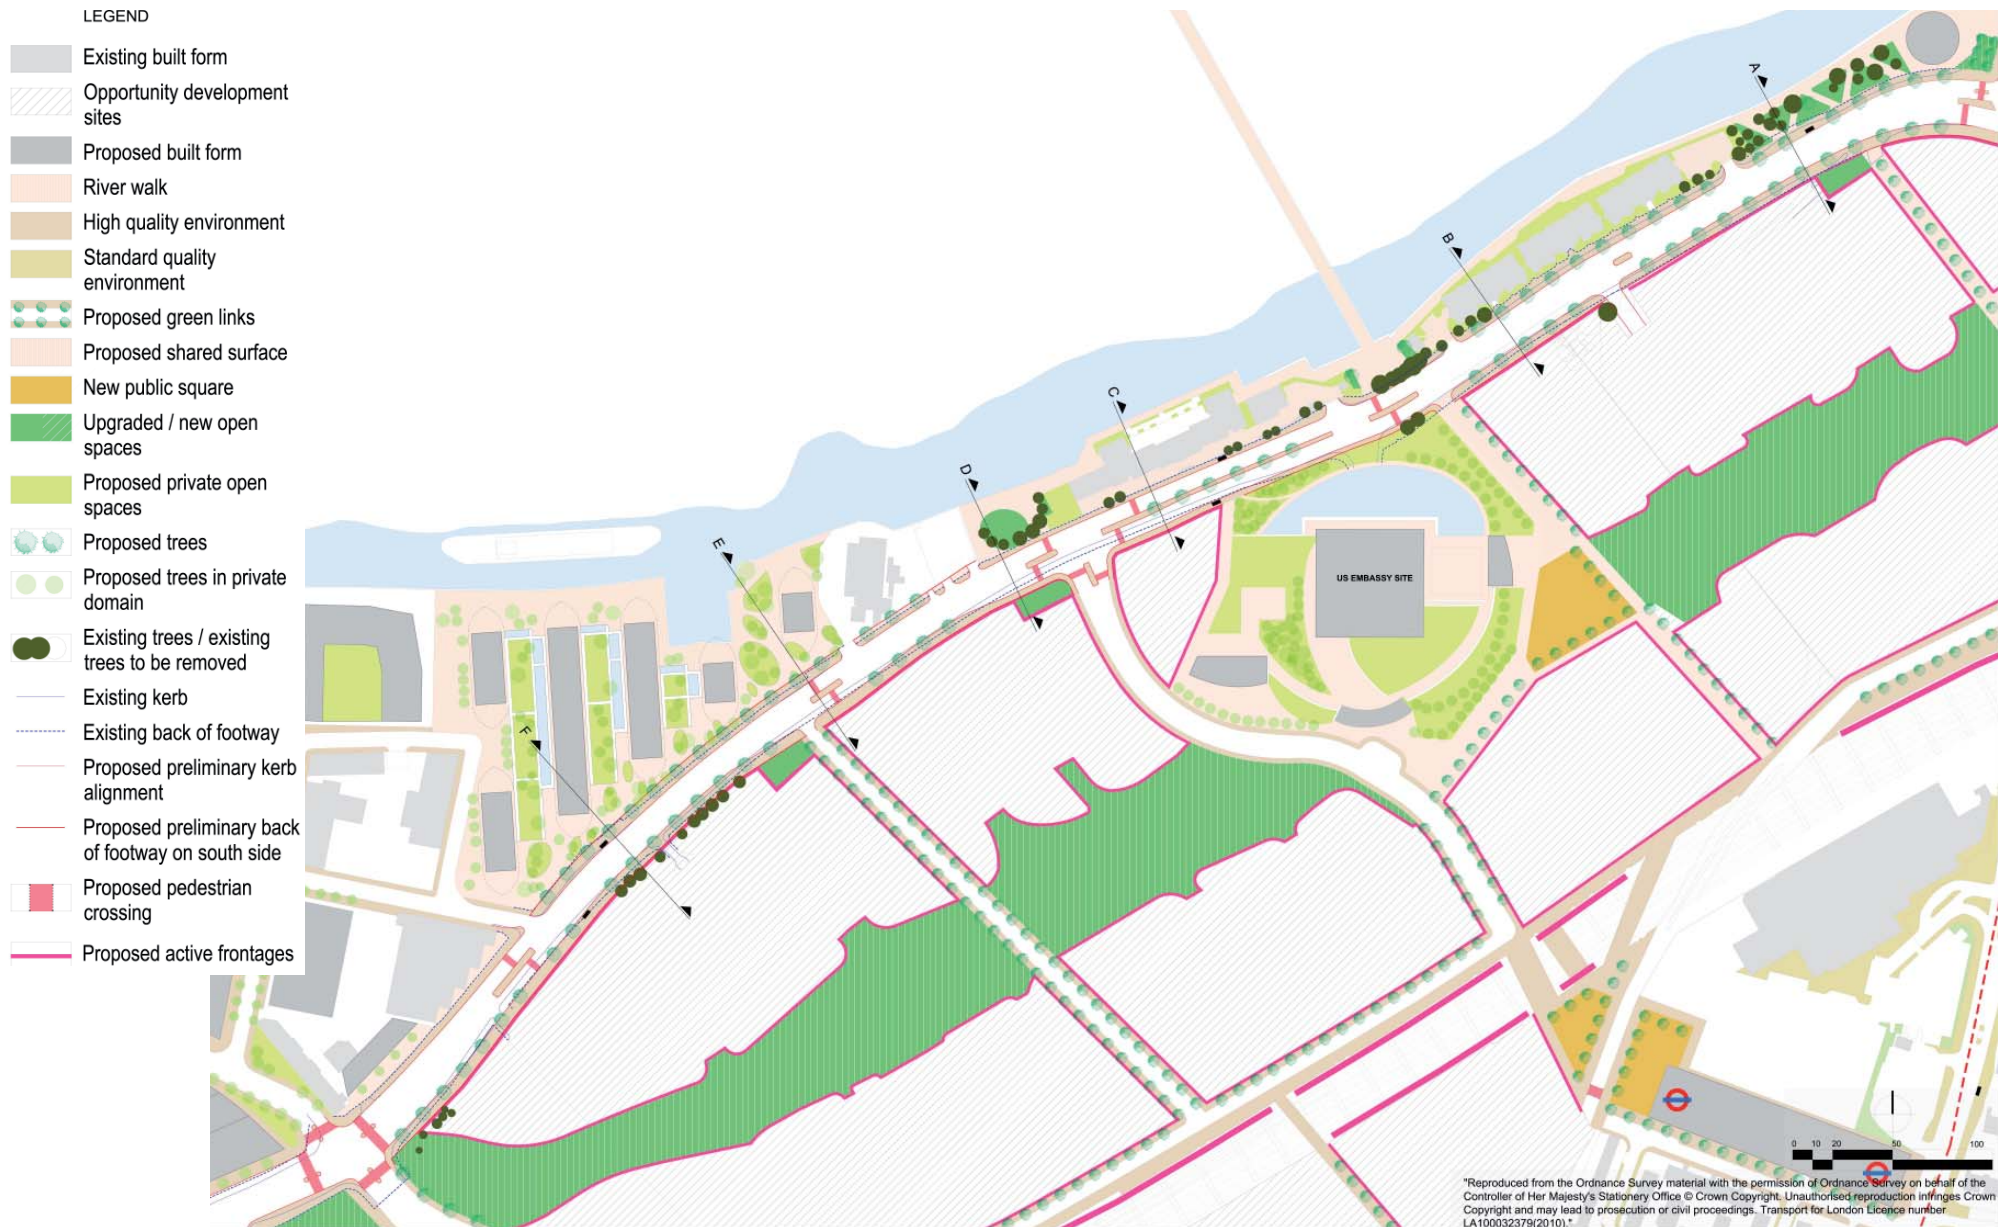 LEGEND
Existing built form
Opportunity development
sites
Proposed built form
River walk
High quality environment
Standard quality
environment
Proposed green links
Proposed shared surface
New public square
Upgraded / new open
spaces
Proposed private open
spaces
Proposed trees
Proposed trees in private
domain
Existing trees / existing
trees to be removed
Existing kerb
Existing back of footway
Proposed preliminary kerb
alignment
Proposed preliminary back
of footway on south side
Proposed pedestrian
crossing
Proposed active frontages
A
B
C
D
E
F
US EMBASSY SITE
0 10 20 50 100
"Reproduced from the Ordnance Survey material with the permission of Ordnance Survey on behalf of the
Controller of Her Majesty's Stationery Office © Crown Copyright. Unauthorised reproduction infringes Crown
Copyright and may lead to prosecution or civil proceedings. Transport for London Licence number
LA100032379(2010)."